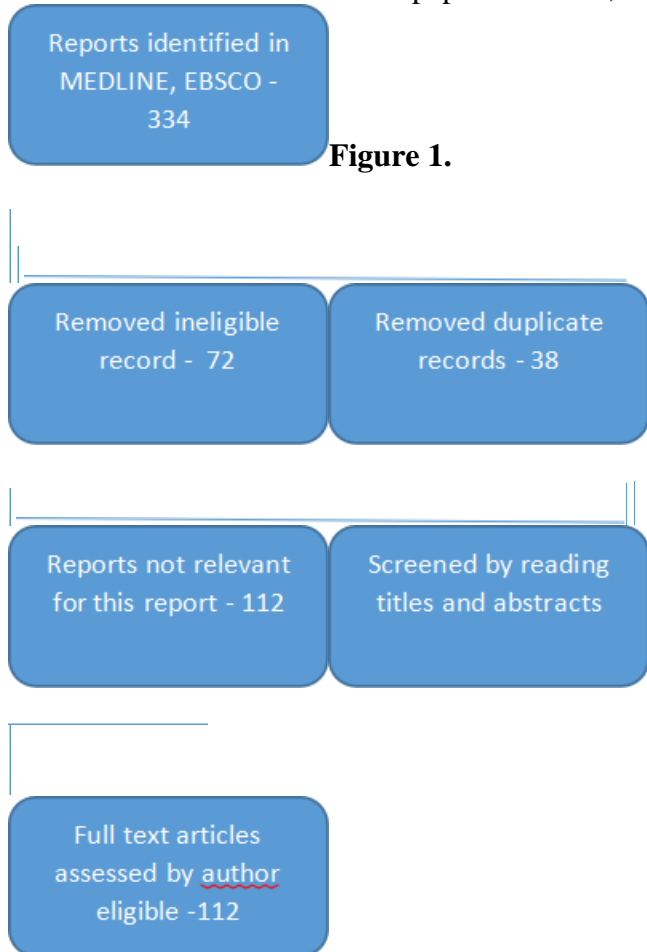 Reports identified in
MEDLINE, EBSCO -
334
Figure 1.
Removed ineligible
record - 72
Removed duplicate
records - 38
Reports not relevant
for this report - 112
Screened by reading
titles and abstracts
Full text articles
assessed by author
eligible -112